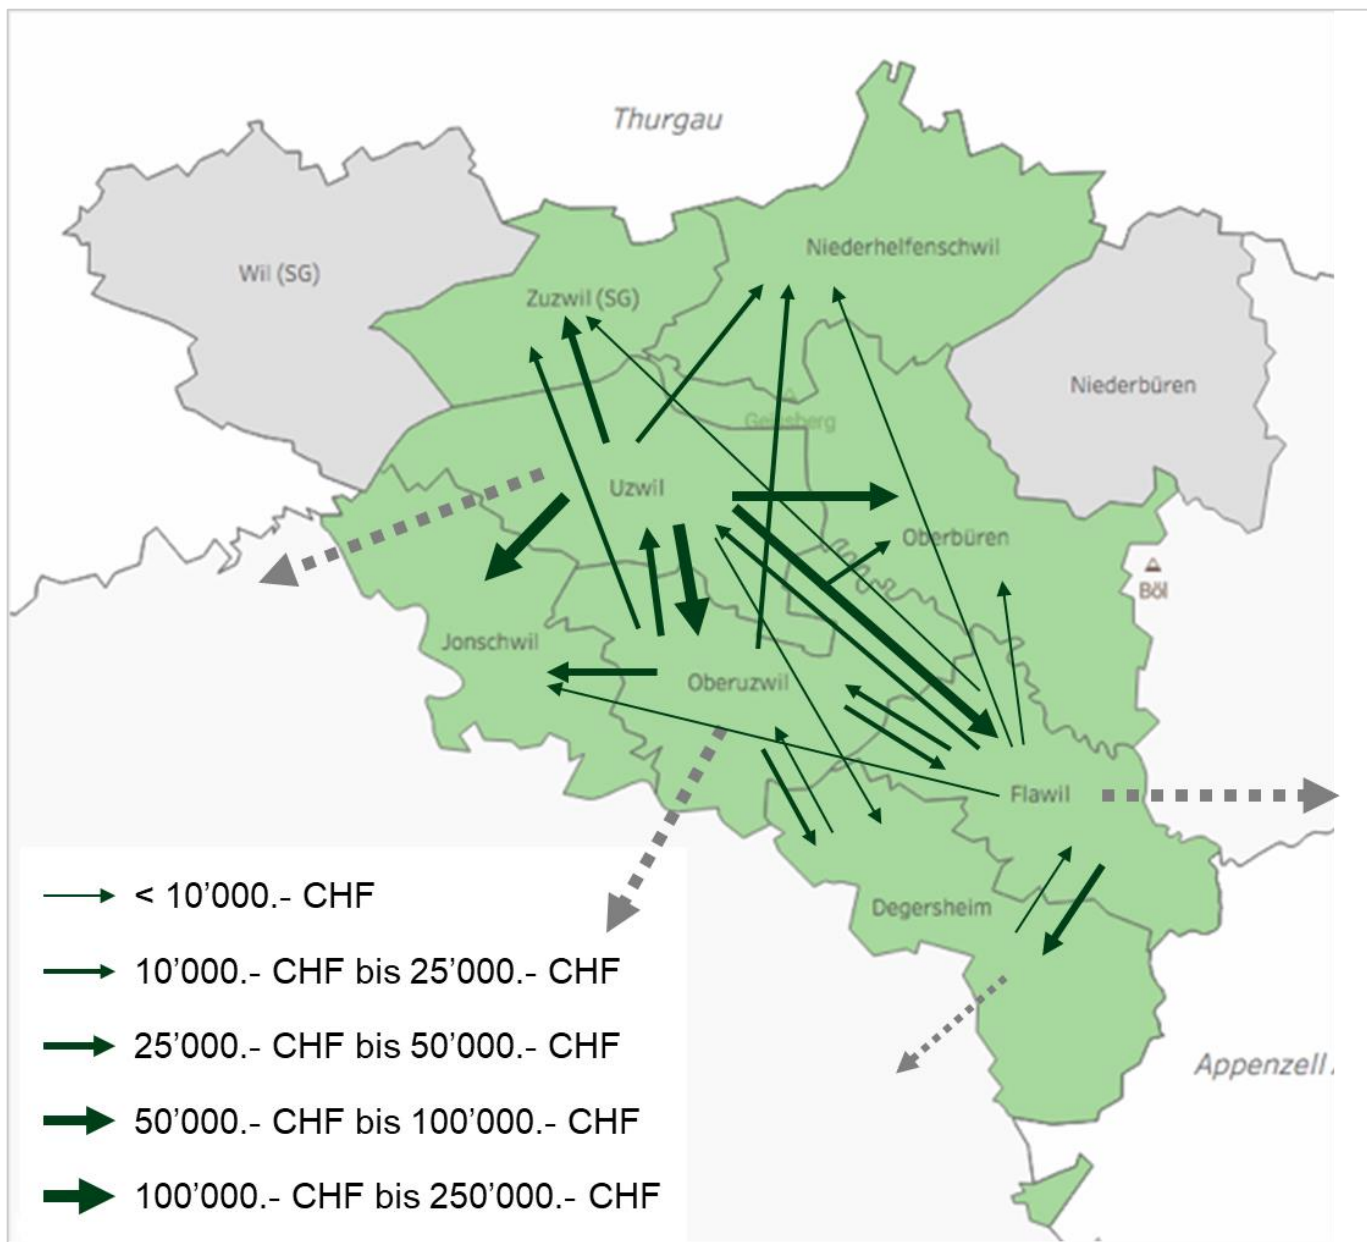 Thurgau
Niederhelfenschwil
Wil (SG)
Zuzwil (SG)
Niederbüren
Uzwil
Oberbüren
Böl
Jonschwil
Oberuzwil
Flawil
Degersheim
Appenzell
< 10’000.- CHF
10’000.- CHF bis 25’000.- CHF
25’000.- CHF bis 50’000.- CHF
50’000.- CHF bis 100’000.- CHF
100’000.- CHF bis 250’000.- CHF